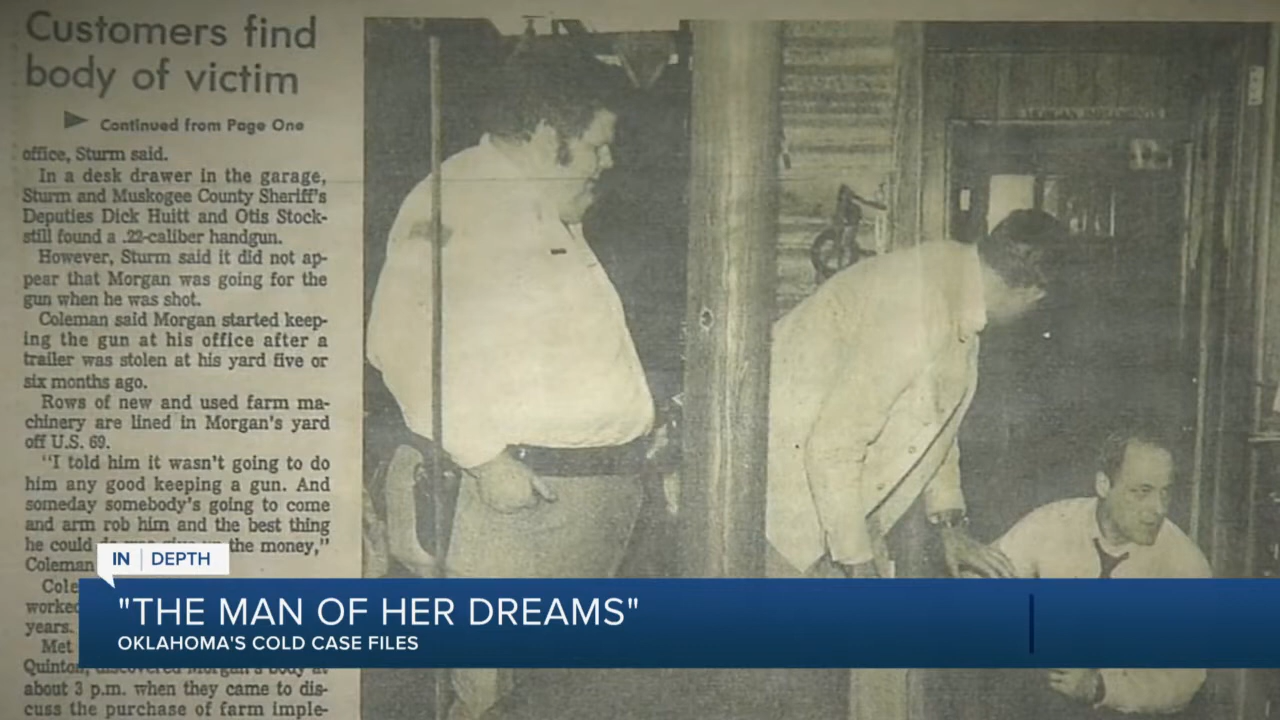 Customers find
body of victim
Continued from Page One
office, Sturm said.
In a desk drawer in the garage,
Sturm and Muskogee County Sheriff's
Deputies Dick Huitt and Otis Stock-
still found a .22-caliber handgun.
However, Sturm said it did not ap-
pear that Morgan was going for the
gun when he was shot.
Coleman said Morgan started keep-
ing the gun at his office after a
trailer was stolen at his yard five or
six months ago.
Rows of new and used farm ma-
chinery are lined in Morgan's yard
off U.S. 69.
"I told him it wasn't going to do
him any good keeping a gun. And
someday somebody's going to come
and arm rob him and the best thing
he could do was give up the money,"
Coleman
Cole
worked
years.
Met
Quinton, discovered Morgan's body at
about 3 p.m. when they came to dis-
cuss the purchase of farm imple-
IN | DEPTH
"THE MAN OF HER DREAMS"
OKLAHOMA'S COLD CASE FILES